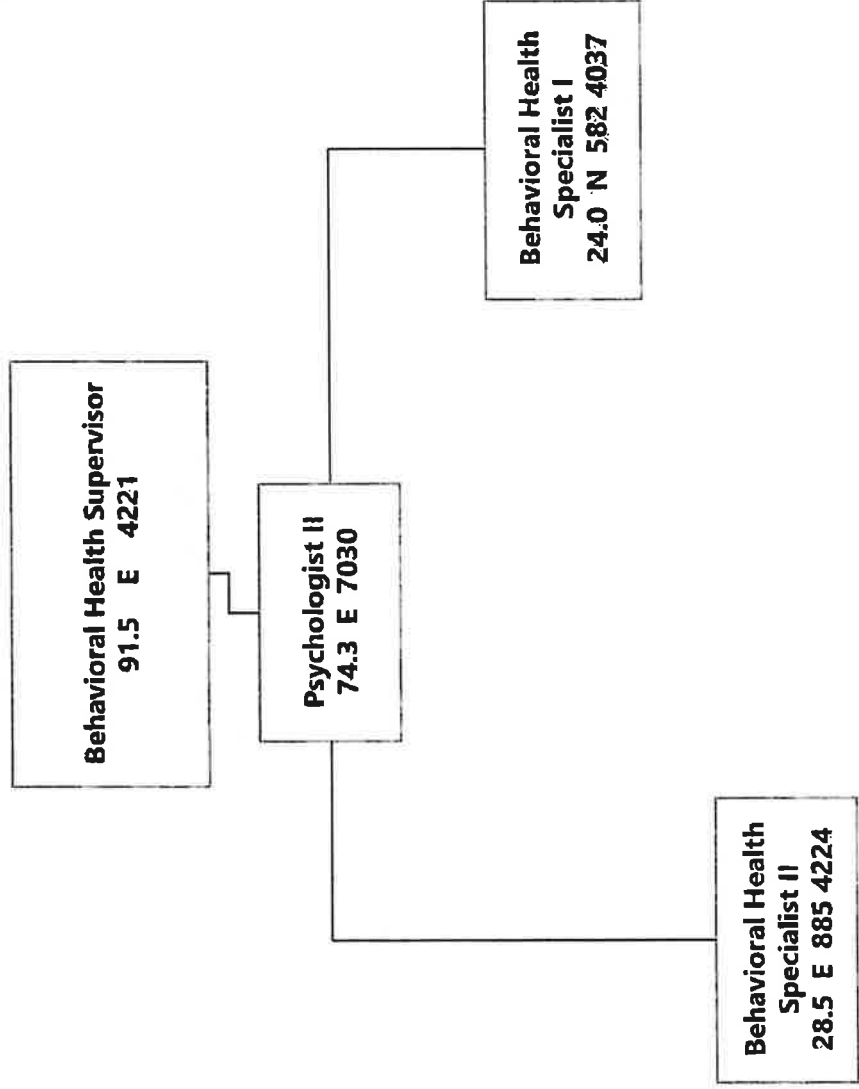 Behavioral Health Supervisor
91.5 E 4221
Psychologist II
74.3 E 7030
Behavioral Health
Specialist II
28.5 E 885 4224
Behavioral Health
Specialist I
24.0 N 582 4037